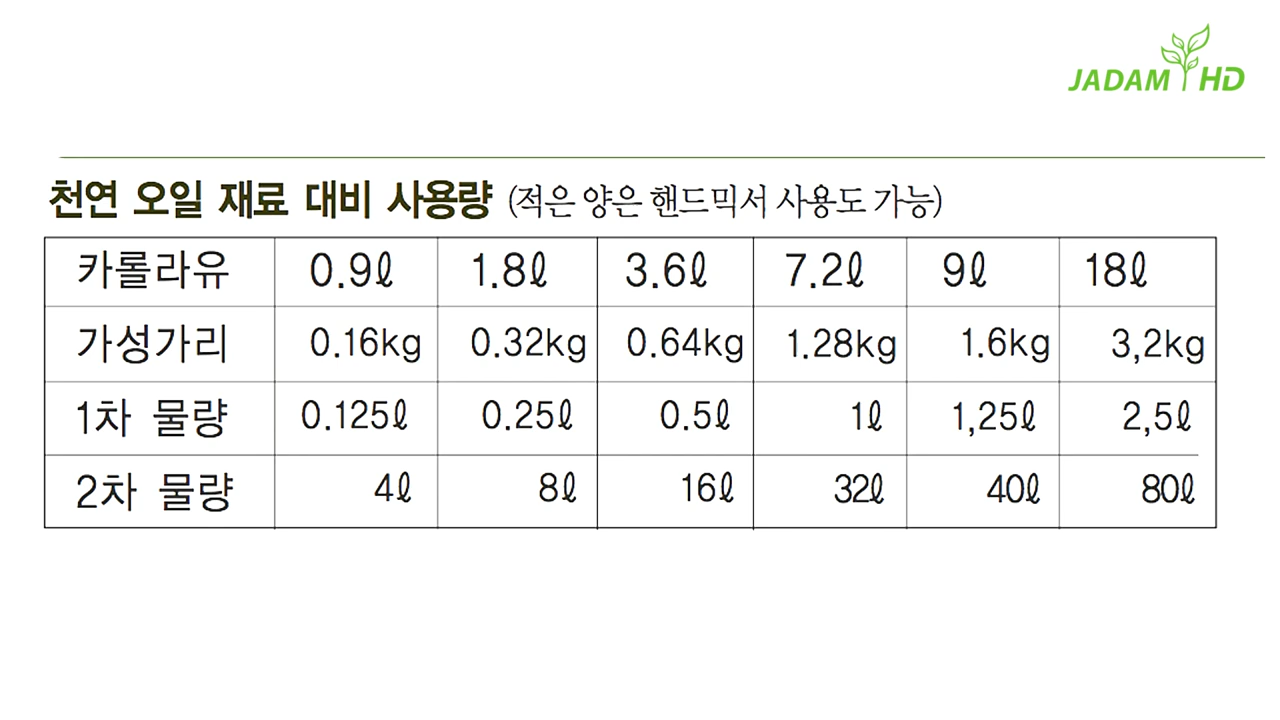 JADAM HD
천연 오일 재료 대비 사용량 (적은 양은 핸드믹서 사용도 가능)
카롤라유 0.9ℓ 1.8ℓ 3.6ℓ 7.2ℓ 9ℓ 18ℓ
가성가리 0.16kg 0.32kg 0.64kg 1.28kg 1.6kg 3,2kg
1차 물량 0.125ℓ 0.25ℓ 0.5ℓ 1ℓ 1,25ℓ 2,5ℓ
2차 물량 4ℓ 8ℓ 16ℓ 32ℓ 40ℓ 80ℓ